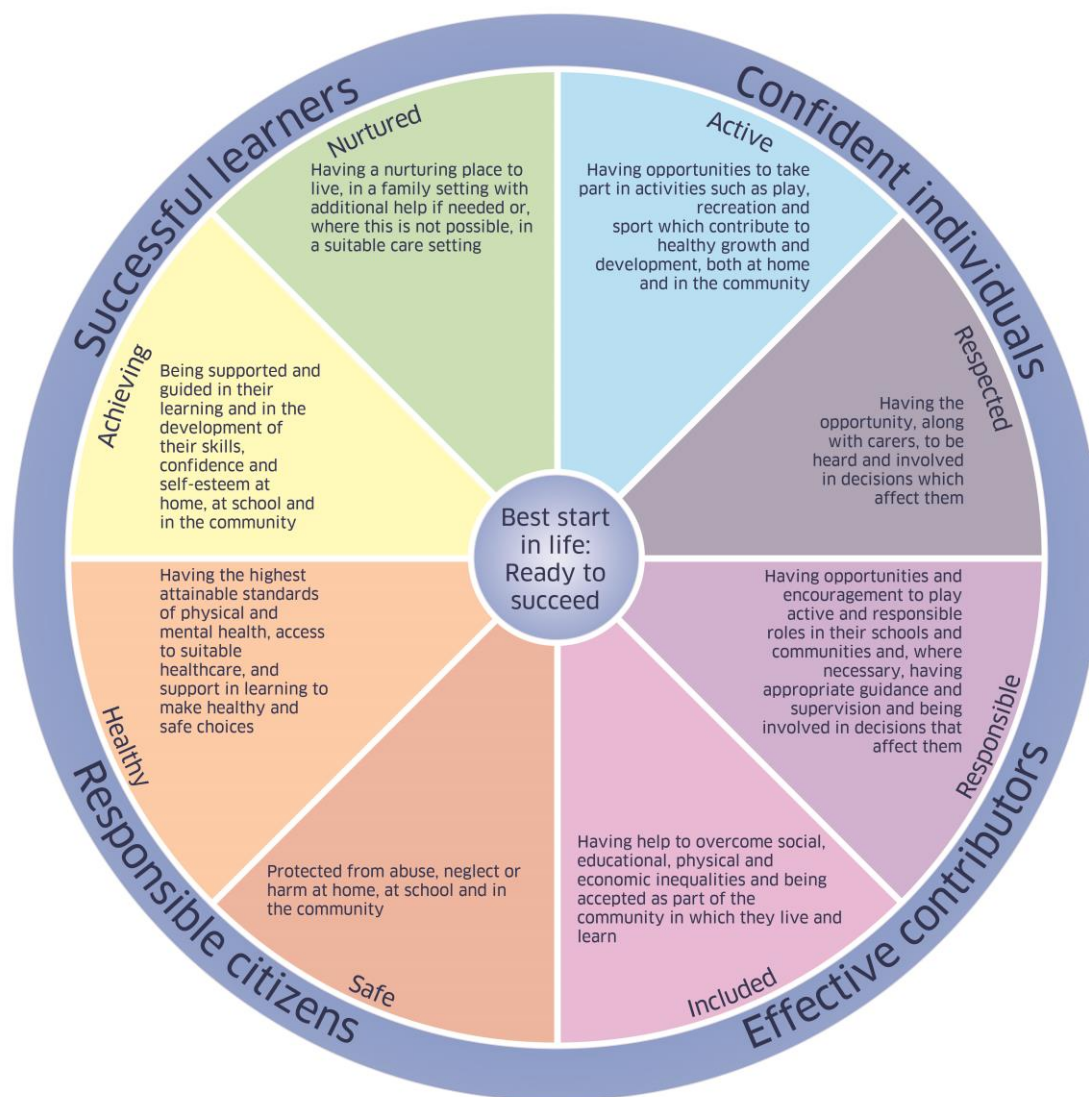 Successful learners
Confident individuals
Nurtured
Having a nurturing place to
live, in a family setting with
additional help if needed or,
where this is not possible, in
a suitable care setting
Active
Having opportunities to take
part in activities such as play,
recreation and
sport which contribute to
healthy growth and
development, both at home
and in the community
Achieving
Being supported and
guided in their
learning and in the
development of
their skills,
confidence and
self-esteem at
home, at school and
in the community
Respected
Having the
opportunity, along
with carers, to be
heard and involved
in decisions which
affect them
Best start
in life:
Ready to
succeed
Healthy
Having the highest
attainable standards
of physical and
mental health, access
to suitable
healthcare, and
support in learning to
make healthy and
safe choices
Responsible
Having opportunities and
encouragement to play
active and responsible
roles in their schools and
communities and, where
necessary, having
appropriate guidance and
supervision and being
involved in decisions that
affect them
Protected from abuse, neglect or
harm at home, at school and in
the community
Safe
Having help to overcome social,
educational, physical and
economic inequalities and being
accepted as part of the
community in which they live and
learn
Included
Responsible citizens
Effective contributors